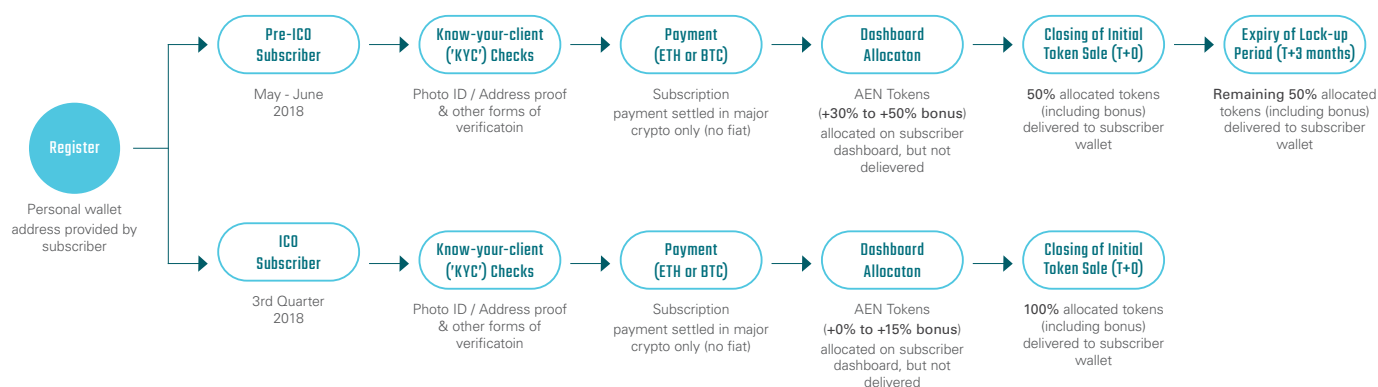 Register
Personal wallet
address provided by
subscriber
Pre-ICO
Subscriber
May - June
2018
Know-your-client
('KYC') Checks
Photo ID / Address proof
& other forms of
verificatoin
Payment
(ETH or BTC)
Subscription
payment settled in major
crypto only (no fiat)
Dashboard
Allocaton
AEN Tokens
(+30% to +50% bonus)
allocated on subscriber
dashboard, but not
delievered
Closing of Initial
Token Sale (T+0)
50% allocated tokens
(including bonus)
delivered to subscriber
wallet
Expiry of Lock-up
Period (T+3 months)
Remaining 50% allocated
tokens (including bonus)
delivered to subscriber
wallet
ICO
Subscriber
3rd Quarter
2018
Know-your-client
('KYC') Checks
Photo ID / Address proof
& other forms of
verificatoin
Payment
(ETH or BTC)
Subscription
payment settled in major
crypto only (no fiat)
Dashboard
Allocaton
AEN Tokens
(+0% to +15% bonus)
allocated on subscriber
dashboard, but not
delivered
Closing of Initial
Token Sale (T+0)
100% allocated tokens
(including bonus)
delivered to subscriber
wallet